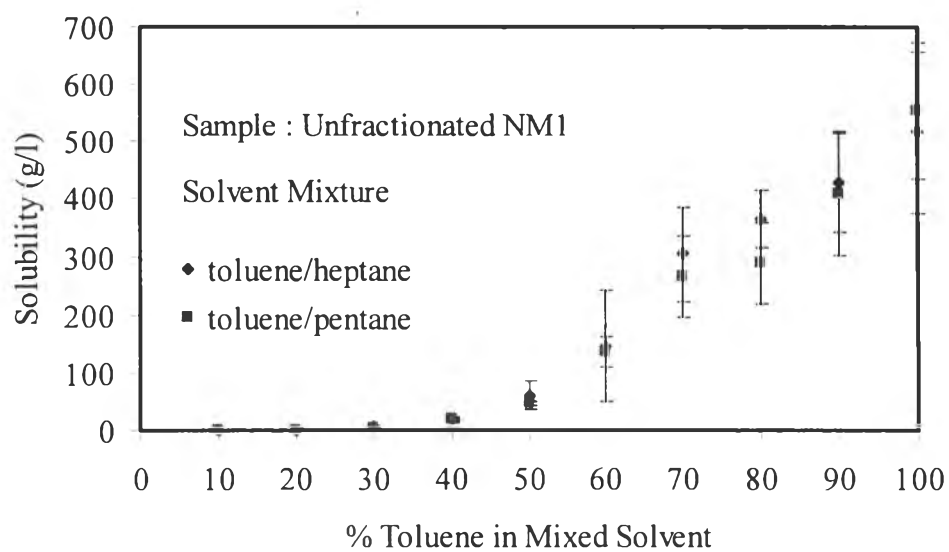 700
600
500
400
300
200
100
0
Solubility (g/l)
Sample : Unfractionated NM1
Solvent Mixture
toluene/heptane
toluene/pentane
0 10 20 30 40 50 60 70 80 90 100
% Toluene in Mixed Solvent